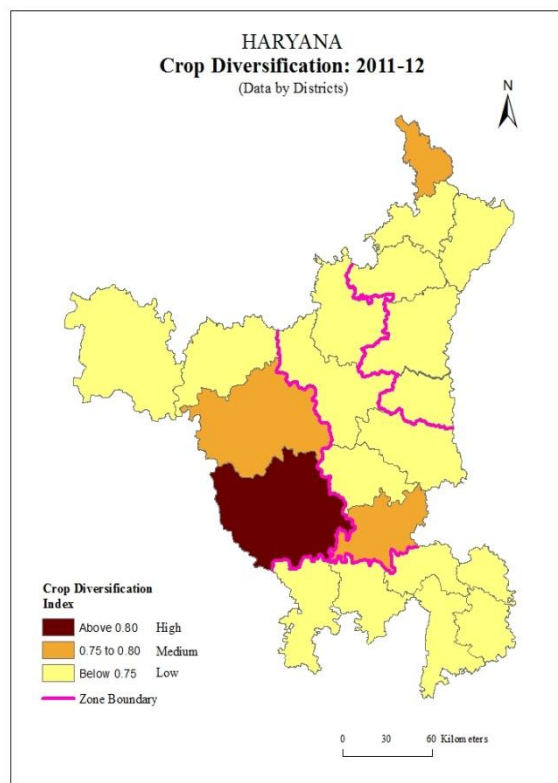 HARYANA
Crop Diversification: 2011-12
(Data by Districts)
N
Crop Diversification
Index
Above 0.80 High
0.75 to 0.80 Medium
Below 0.75 Low
Zone Boundary
0 30 60 Kilometers